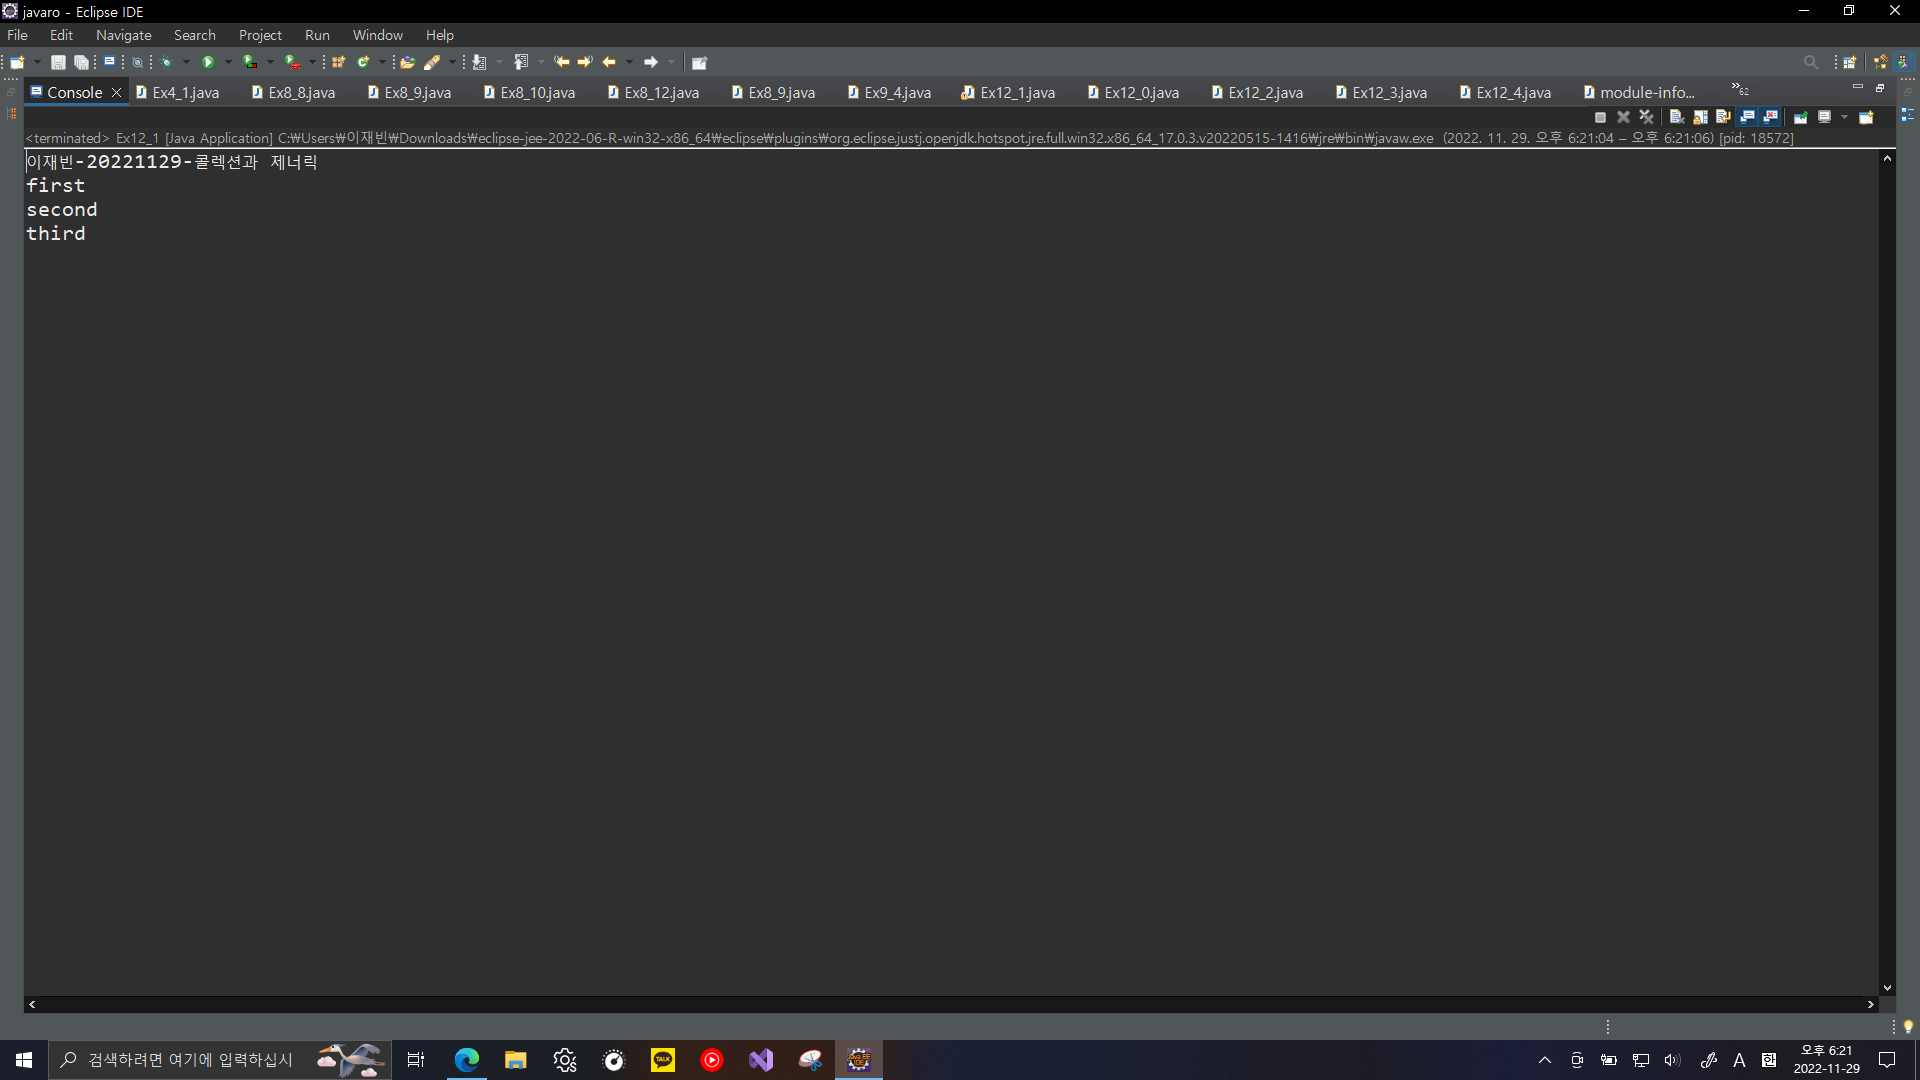 javaro - Eclipse IDE
File Edit Navigate Search Project Run Window Help
Console Ex4_1.java Ex8_8.java Ex8_9.java Ex8_10.java Ex8_12.java Ex8_9.java Ex9_4.java Ex12_1.java Ex12_0.java Ex12_2.java Ex12_3.java Ex12_4.java module-info... »62
<terminated> Ex12_1 [Java Application] C:₩Users₩이재빈₩Downloads₩eclipse-jee-2022-06-R-win32-x86_64₩eclipse₩plugins₩org.eclipse.justj.openjdk.hotspot.jre.full.win32.x86_64_17.0.3.v20220515-1416₩jre₩bin₩javaw.exe (2022. 11. 29. 오후 6:21:04 – 오후 6:21:06) [pid: 18572]
이재빈-20221129-콜렉션과 제너릭
first
second
third
검색하려면 여기에 입력하십시
TALK
A
오후 6:21
2022-11-29